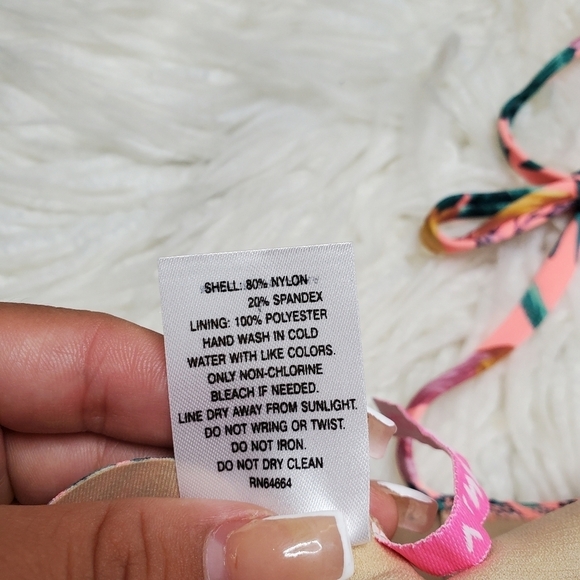 SHELL: 80% NYLON
20% SPANDEX
LINING: 100% POLYESTER
HAND WASH IN COLD
WATER WITH LIKE COLORS.
ONLY NON-CHLORINE
BLEACH IF NEEDED.
LINE DRY AWAY FROM SUNLIGHT.
DO NOT WRING OR TWIST.
DO NOT IRON.
DO NOT DRY CLEAN
RN64664